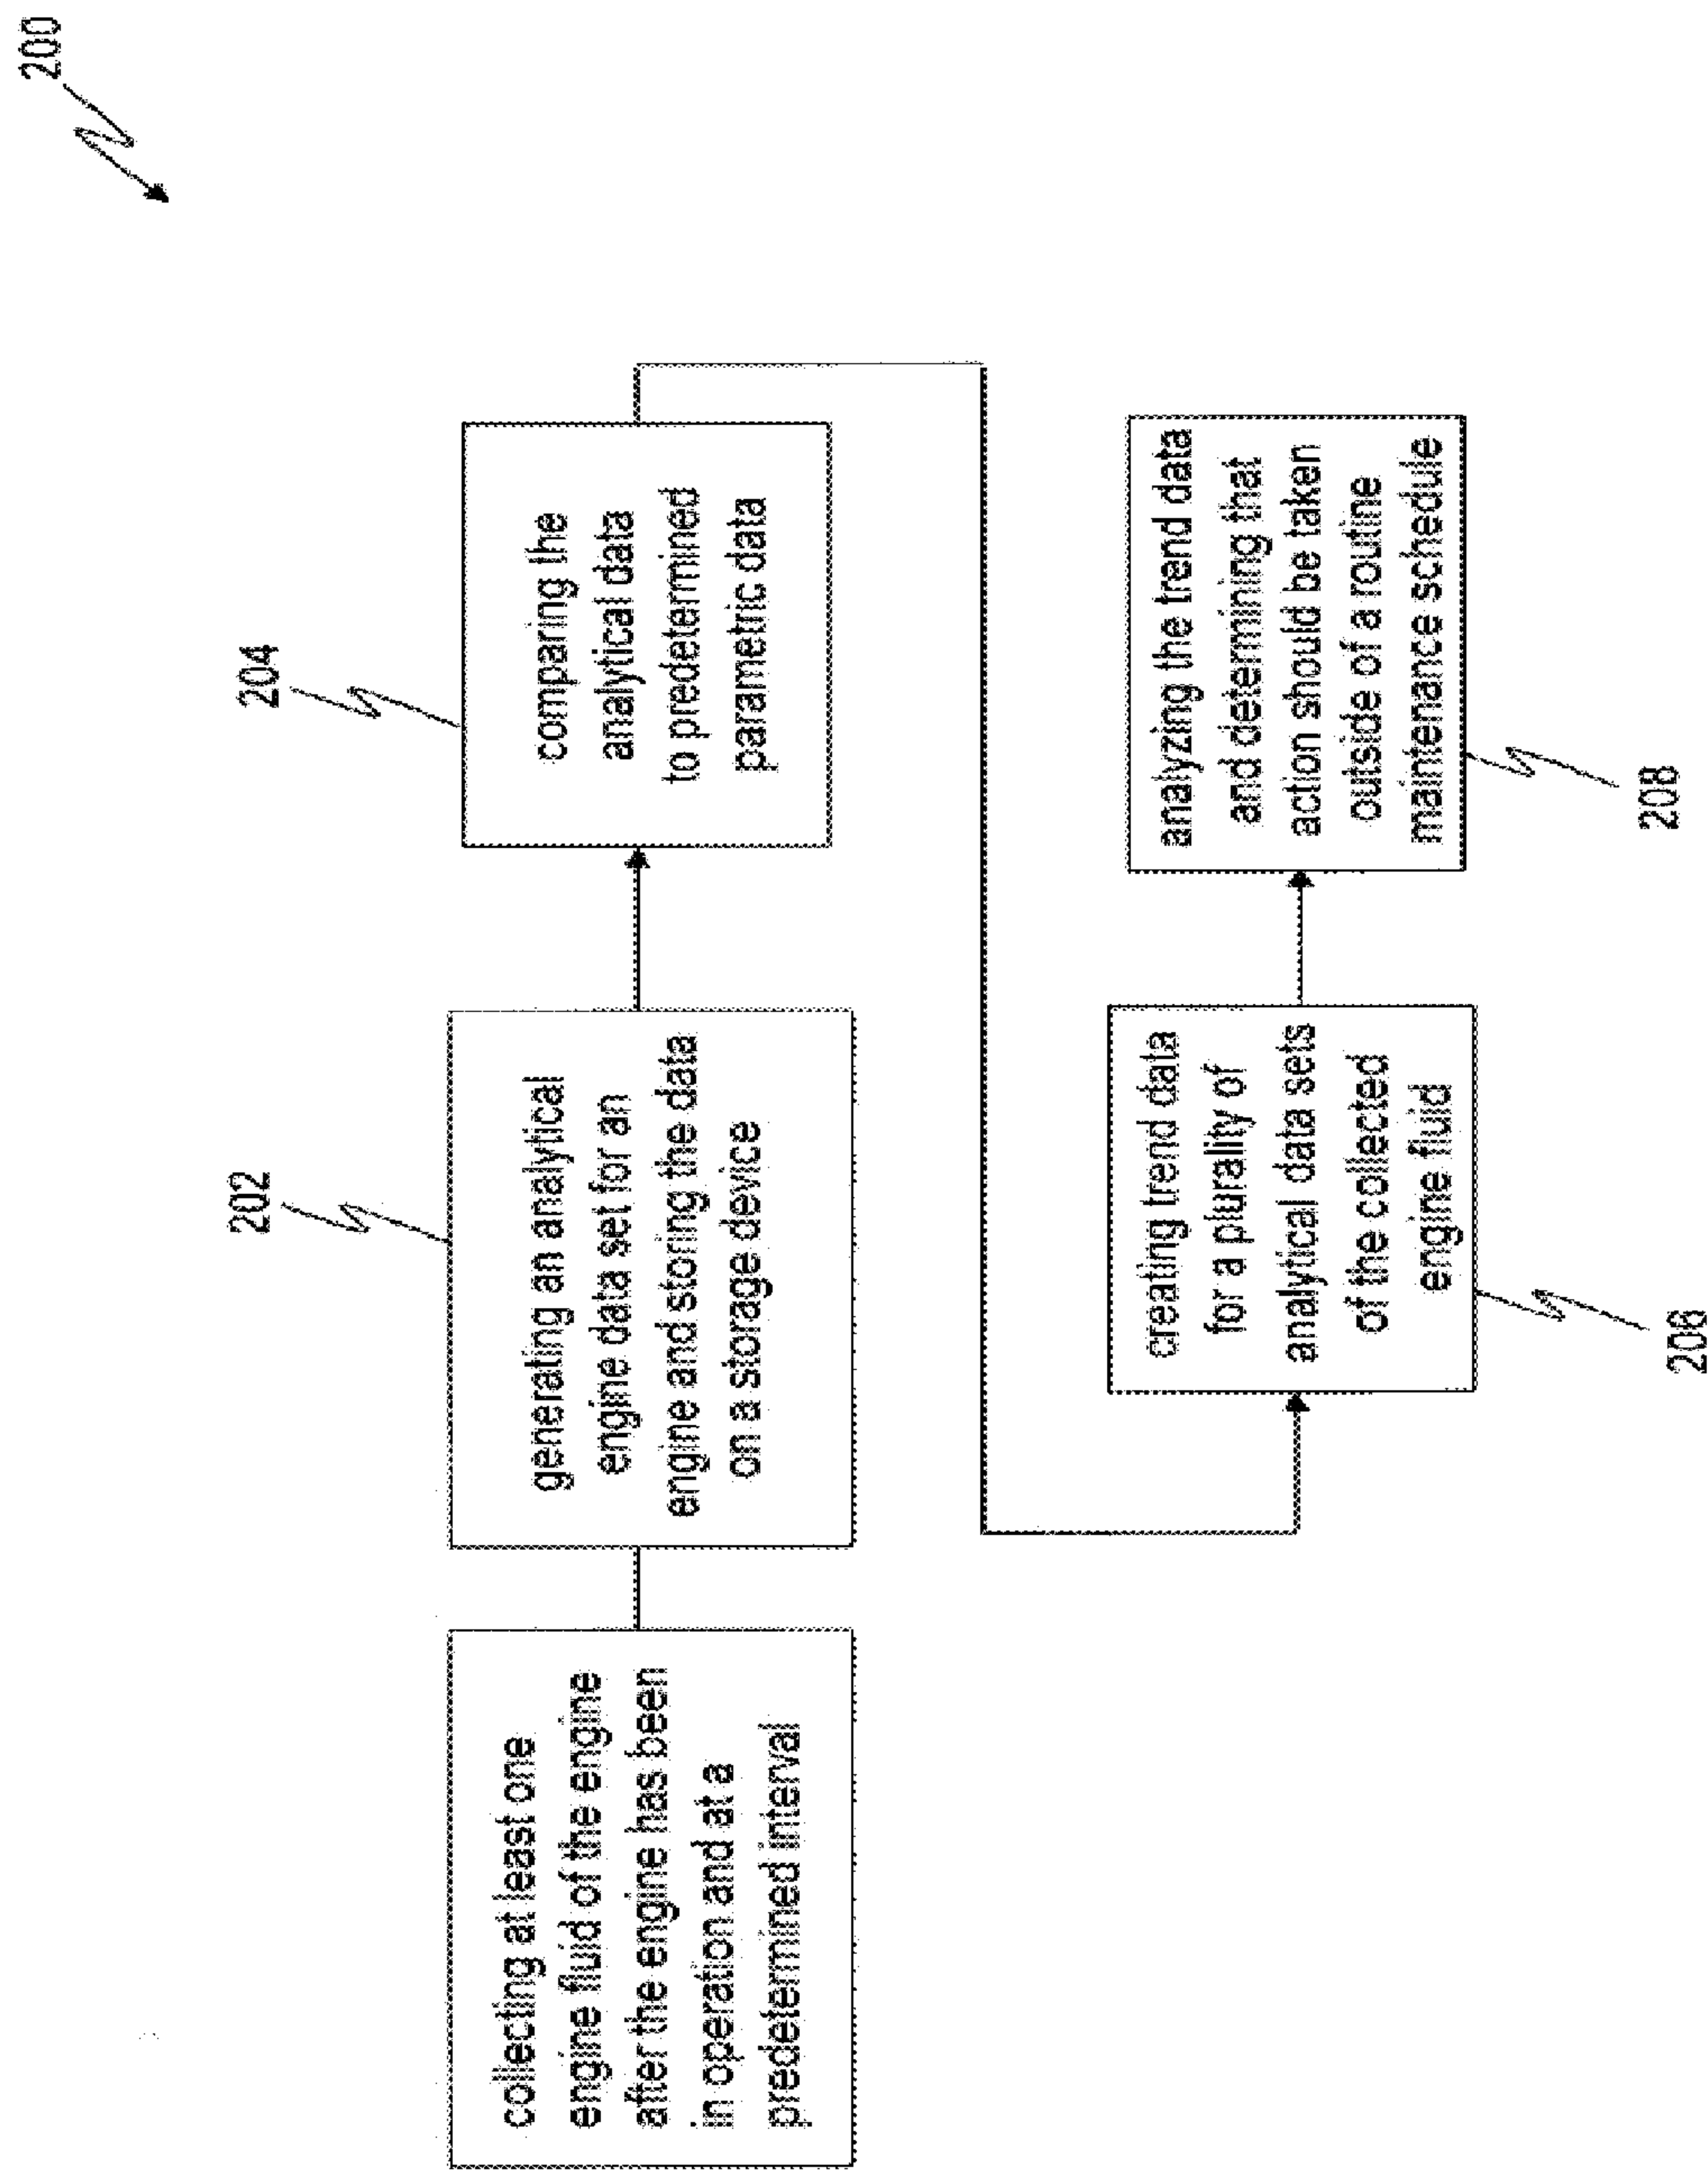 200
collecting at least one
engine fluid of the engine
after the engine has been
in operation and at a
predetermined interval
202
generating an analytical
engine data set for an
engine and storing the data
on a storage device
204
comparing the
analytical data
to predetermined
parametric data
creating trend data
for a plurality of
analytical data sets
of the collected
engine fluid
206
analyzing the trend data
and determining that
action should be taken
outside of a routine
maintenance schedule
208